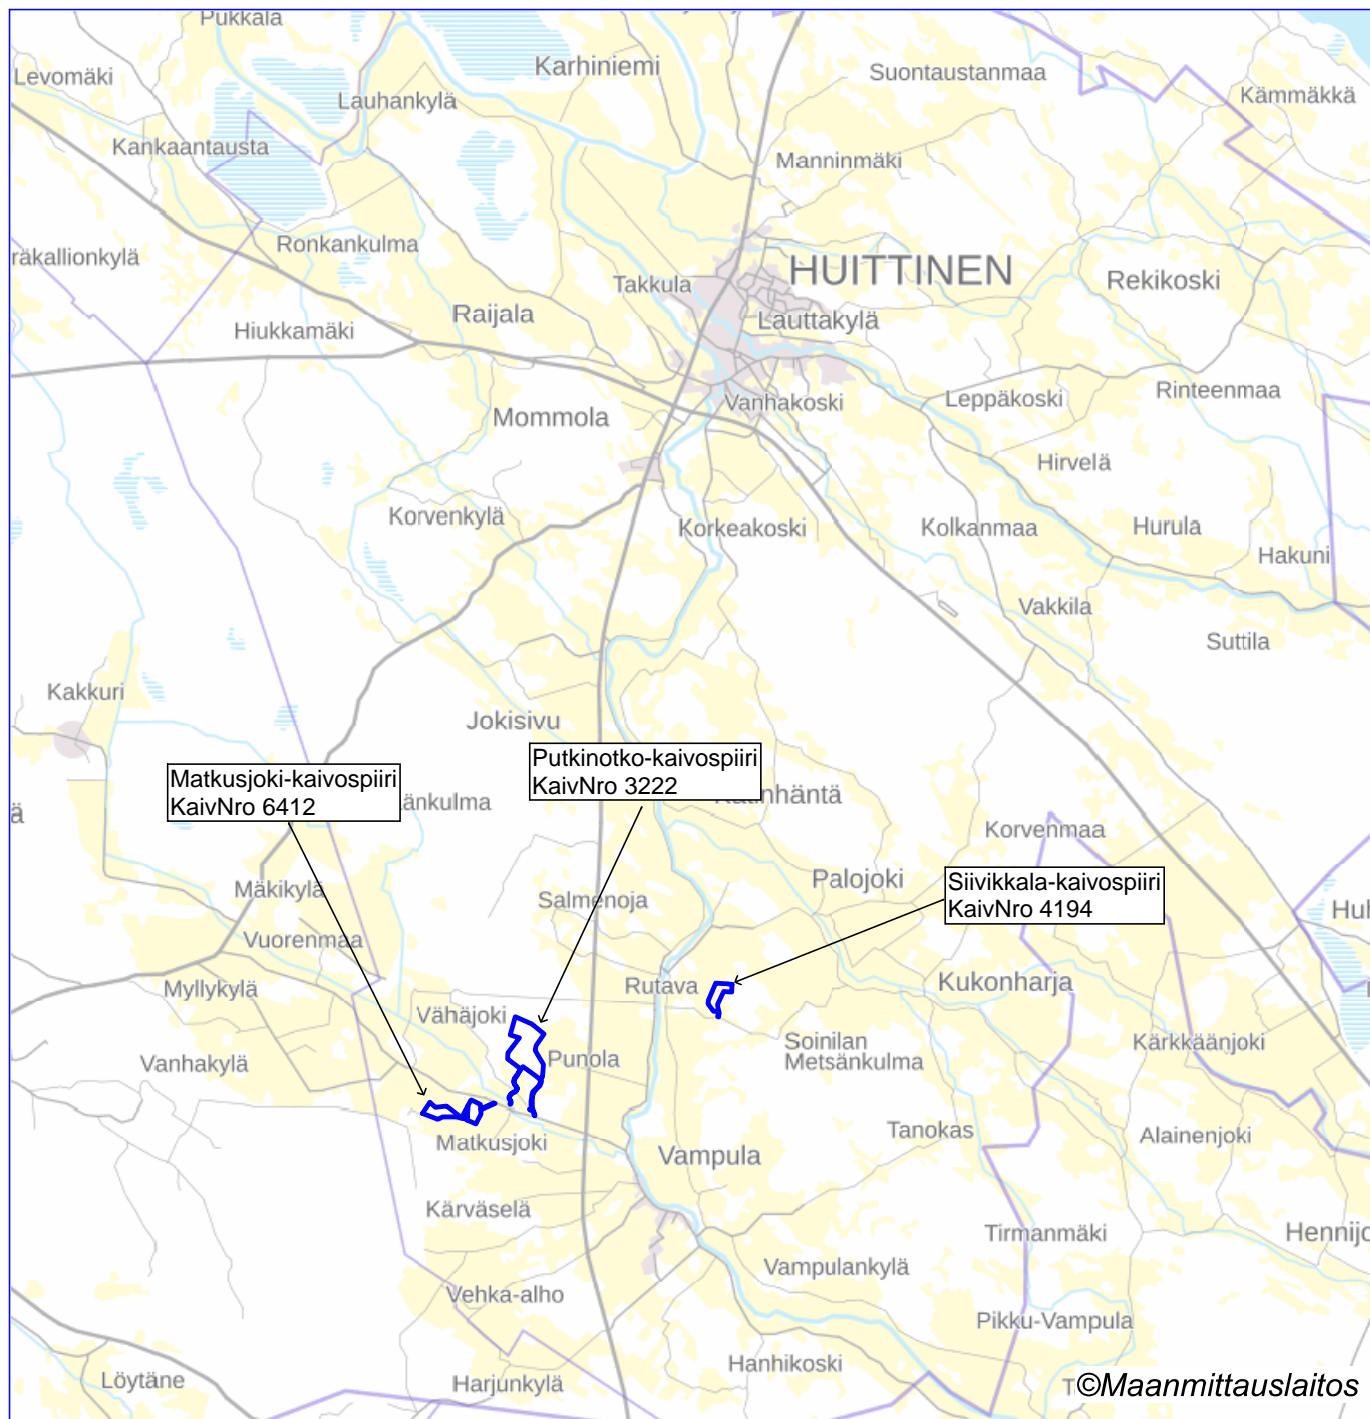 Pukkala
Levomäki
Karhiniemi
Suontaustanmaa
Kämmäkkä
Lauhankylä
Kankaantausta
Manninmäki
Ronkankulma
räkallionkylä
HUITTINEN
Takkula
Rekikoski
Raijala
Lauttakylä
Hiukkamäki
Mommola
Vanhakoski
Leppäkoski
Rinteenmaa
Hirvelä
Korvenkylä
Korkeakoski
Kolkanmaa
Hurula
Hakuni
Vakkila
Suttila
Kakkuri
Jokisivu
Putkinotko-kaivospiiri
KaivNro 3222
Matkusjoki-kaivospiiri
KaivNro 6412
änkulma
inhäntä
ä
Korvenmaa
Palojoki
Siivikkala-kaivospiiri
KaivNro 4194
Mäkikylä
Salmenoja
Huh
Vuorenmaa
Myllykylä
Rutava
Kukonharja
Vähäjoki
Soinilan
Metsänkulma
Kärkkäänjoki
Vanhakylä
Punola
Matkusjoki
Tanokas
Alainenjoki
Vampula
Kärväselä
Tirmanmäki
Hennijo
Vampulankylä
Vehka-alho
Pikku-Vampula
Hanhikoski
Löytäne
Harjunkylä
T
©Maanmittauslaitos